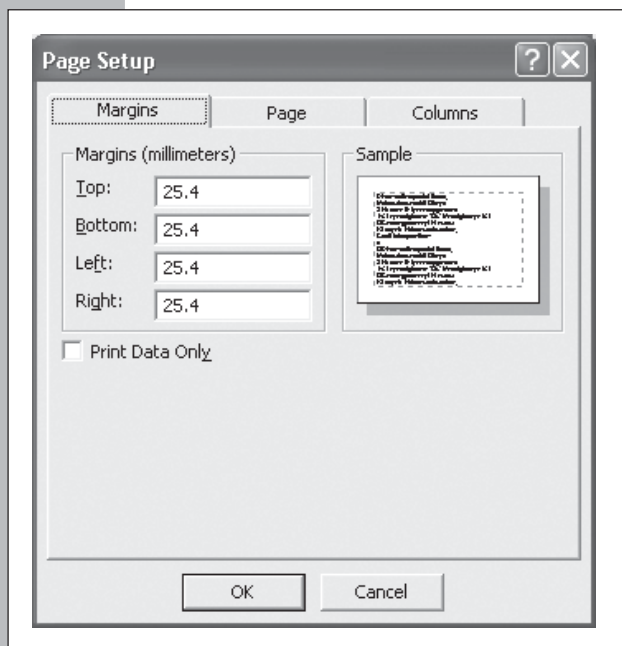 Page Setup
Margins Page Columns
Margins (millimeters)
Top: 25.4
Bottom: 25.4
Left: 25.4
Right: 25.4
Sample
Print Data Only
OK Cancel